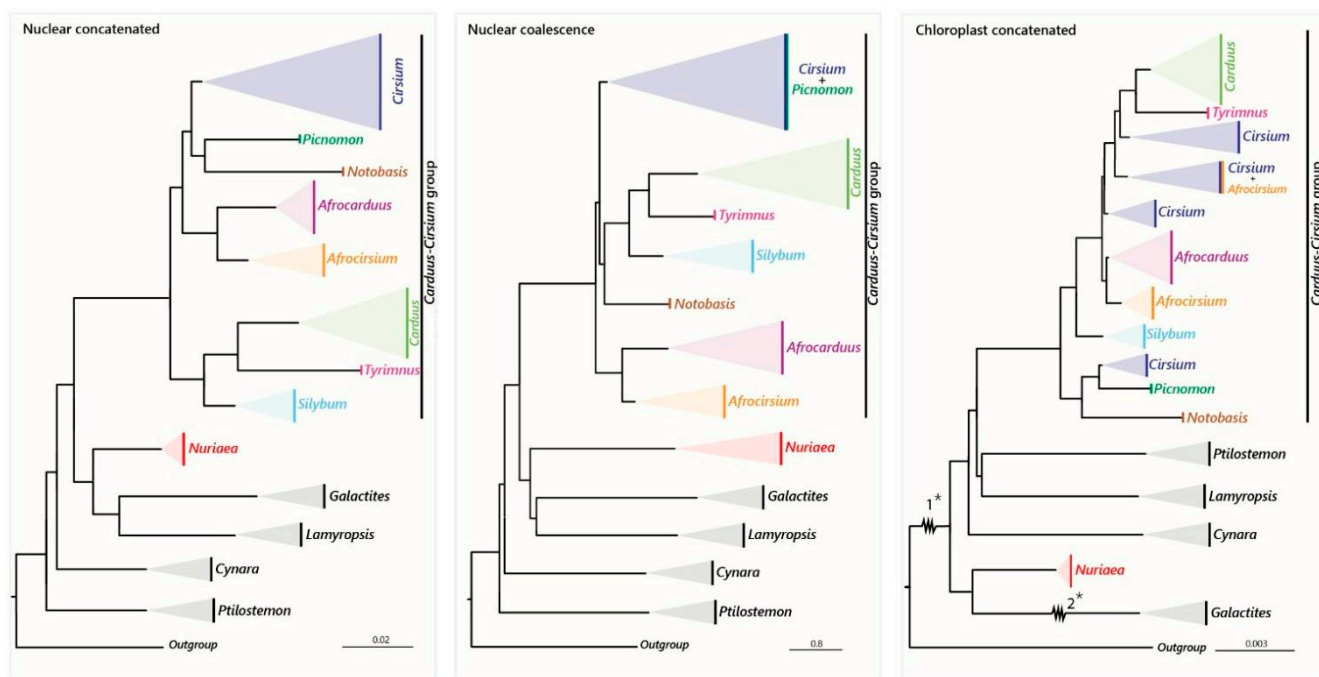 Nuclear concatenated
Cirsium
Picnomon
Notobasis
Afrocarduus
Afrocirsium
Carduus
Tyrimnus
Silybum
Carduus-Cirsium group
Nuriaea
Galactites
Lamyropsis
Cynara
Ptilostemon
Outgroup
0.02
Nuclear coalescence
Cirsium
+
Picnomon
Carduus
Tyrimnus
Silybum
Notobasis
Afrocarduus
Afrocirsium
Carduus-Cirsium group
Nuriaea
Galactites
Lamyropsis
Cynara
Ptilostemon
Outgroup
0.8
Chloroplast concatenated
Carduus
Tyrimnus
Cirsium
Cirsium
+
Afrocirsium
Cirsium
Afrocarduus
Afrocirsium
Silybum
Cirsium
Picnomon
Notobasis
Carduus-Cirsium group
Ptilostemon
Lamyropsis
1*
Cynara
Nuriaea
2*
Galactites
Outgroup
0.003